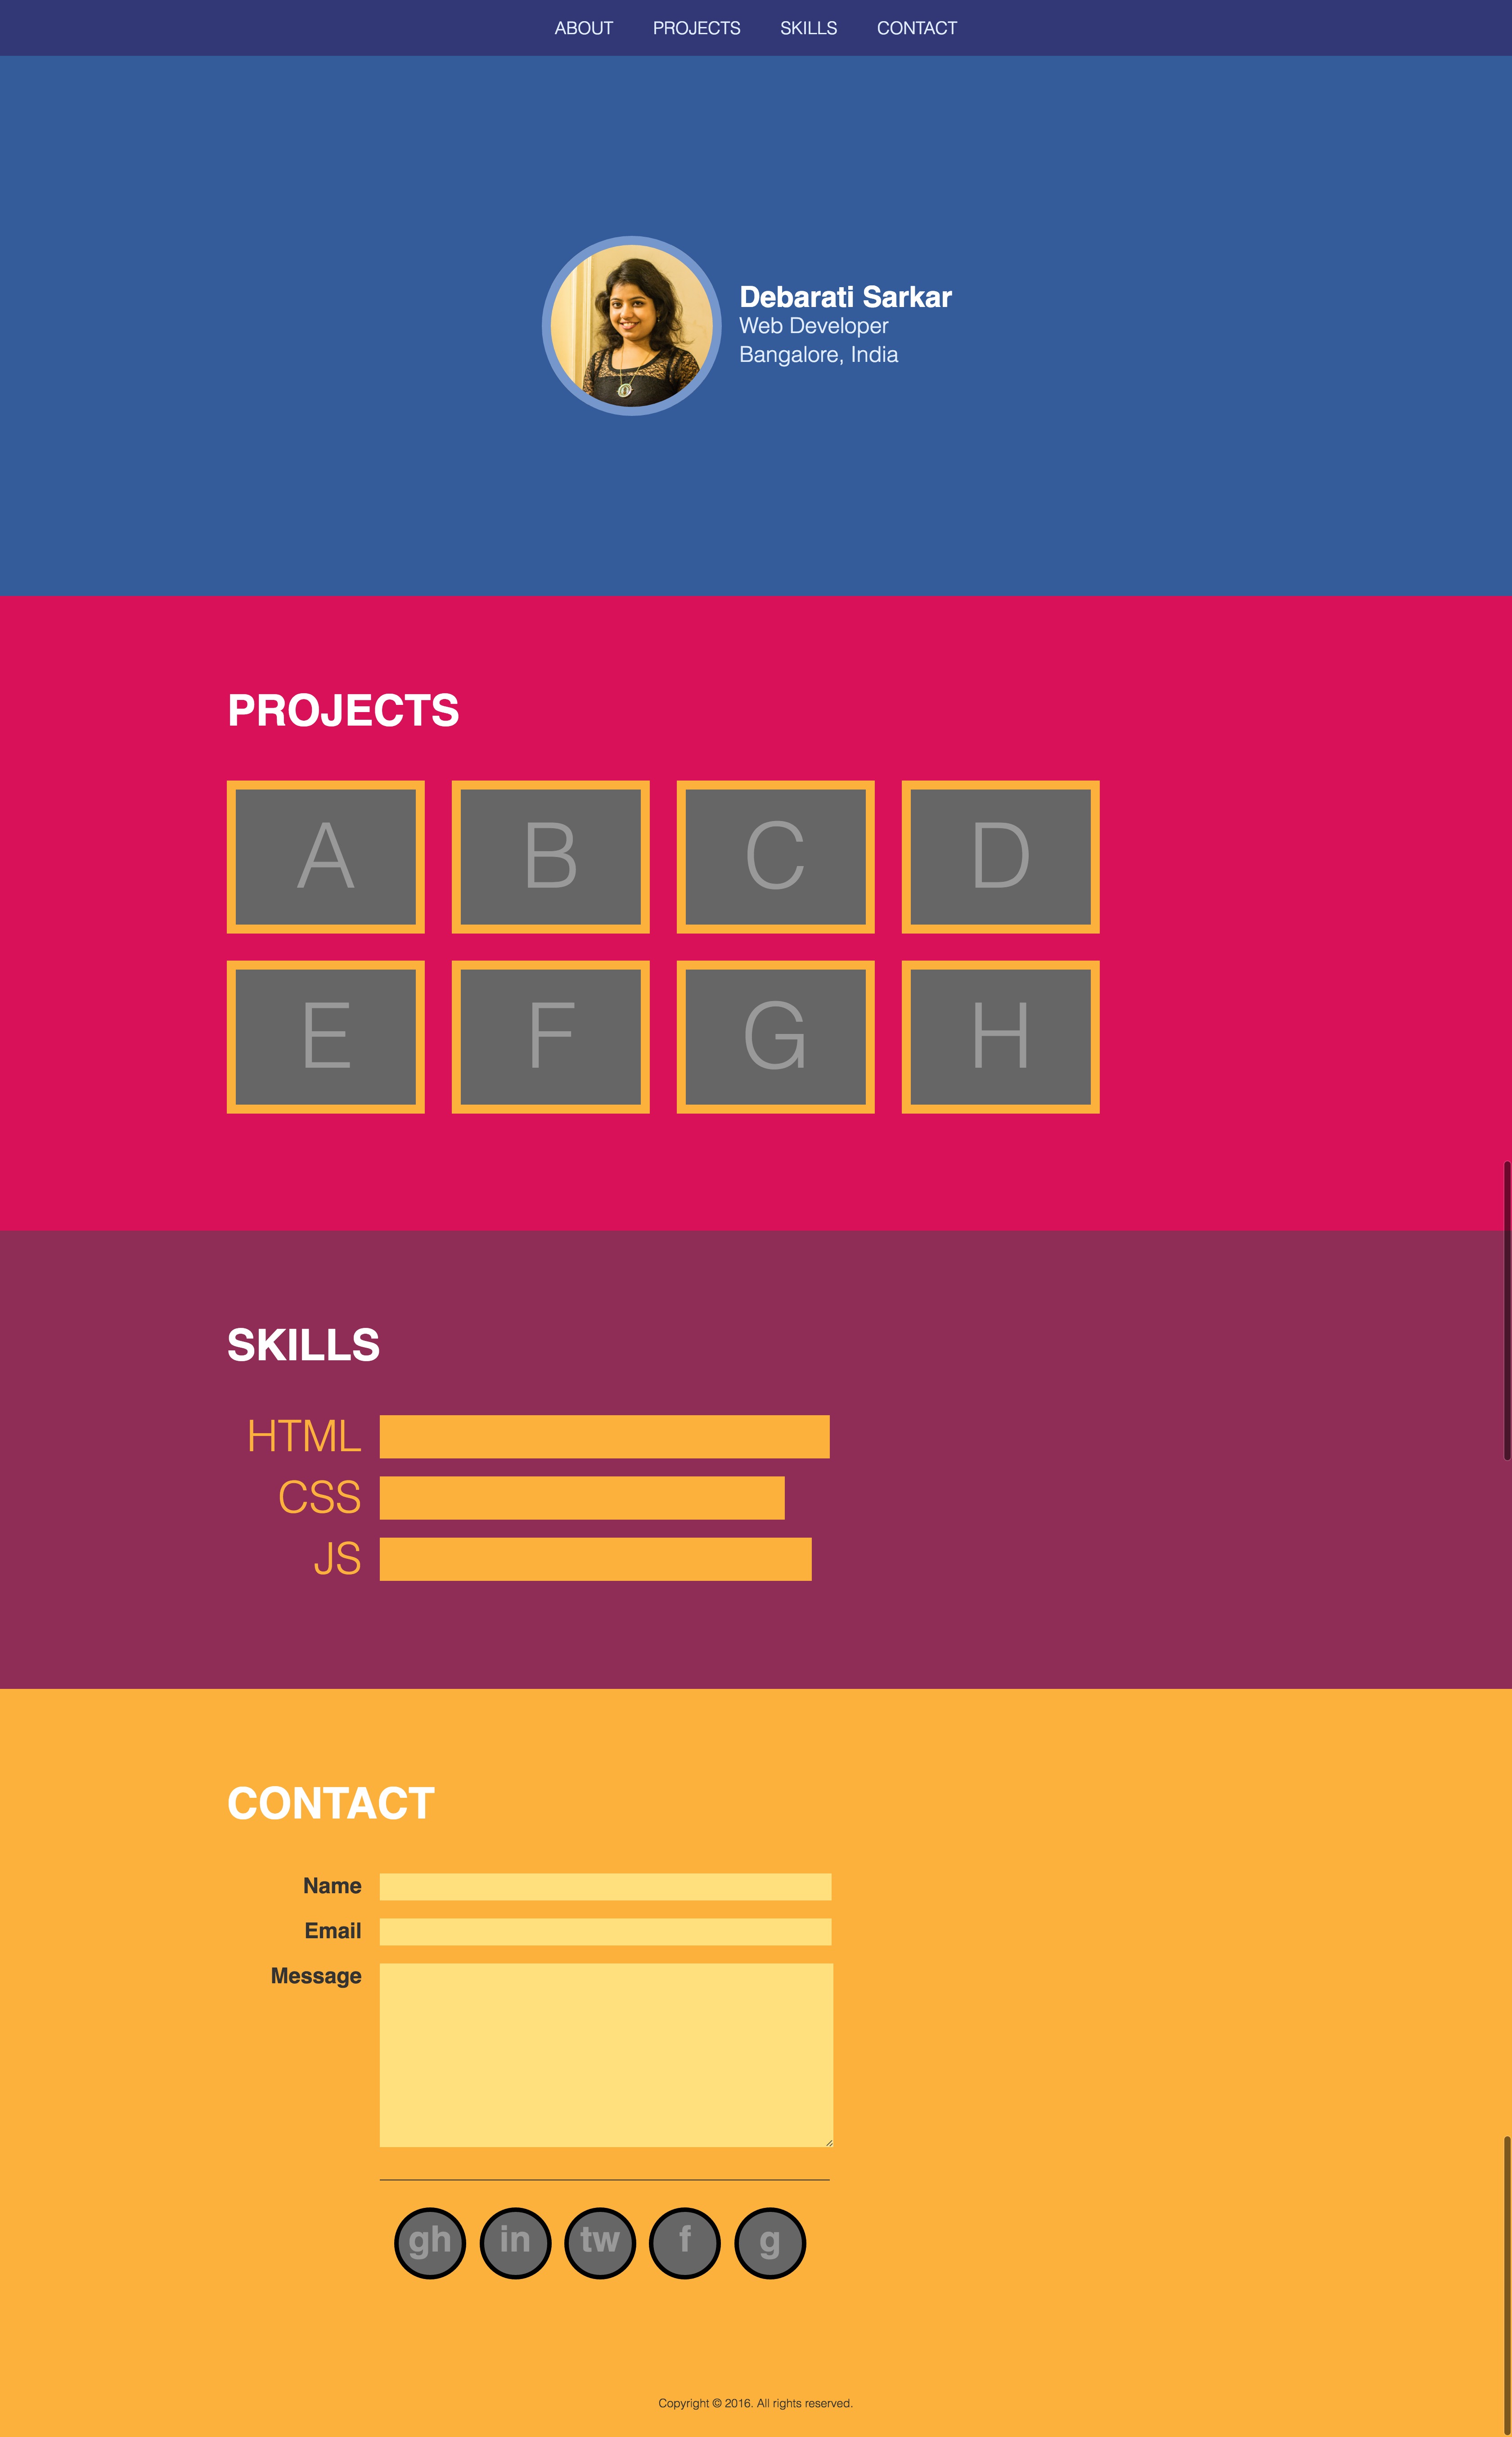 ABOUT PROJECTS SKILLS CONTACT
Debarati Sarkar
Web Developer
Bangalore, India
PROJECTS
A B C D
E F G H
SKILLS
HTML
CSS
JS
CONTACT
Name
Email
Message
gh in tw f g
Copyright © 2016. All rights reserved.